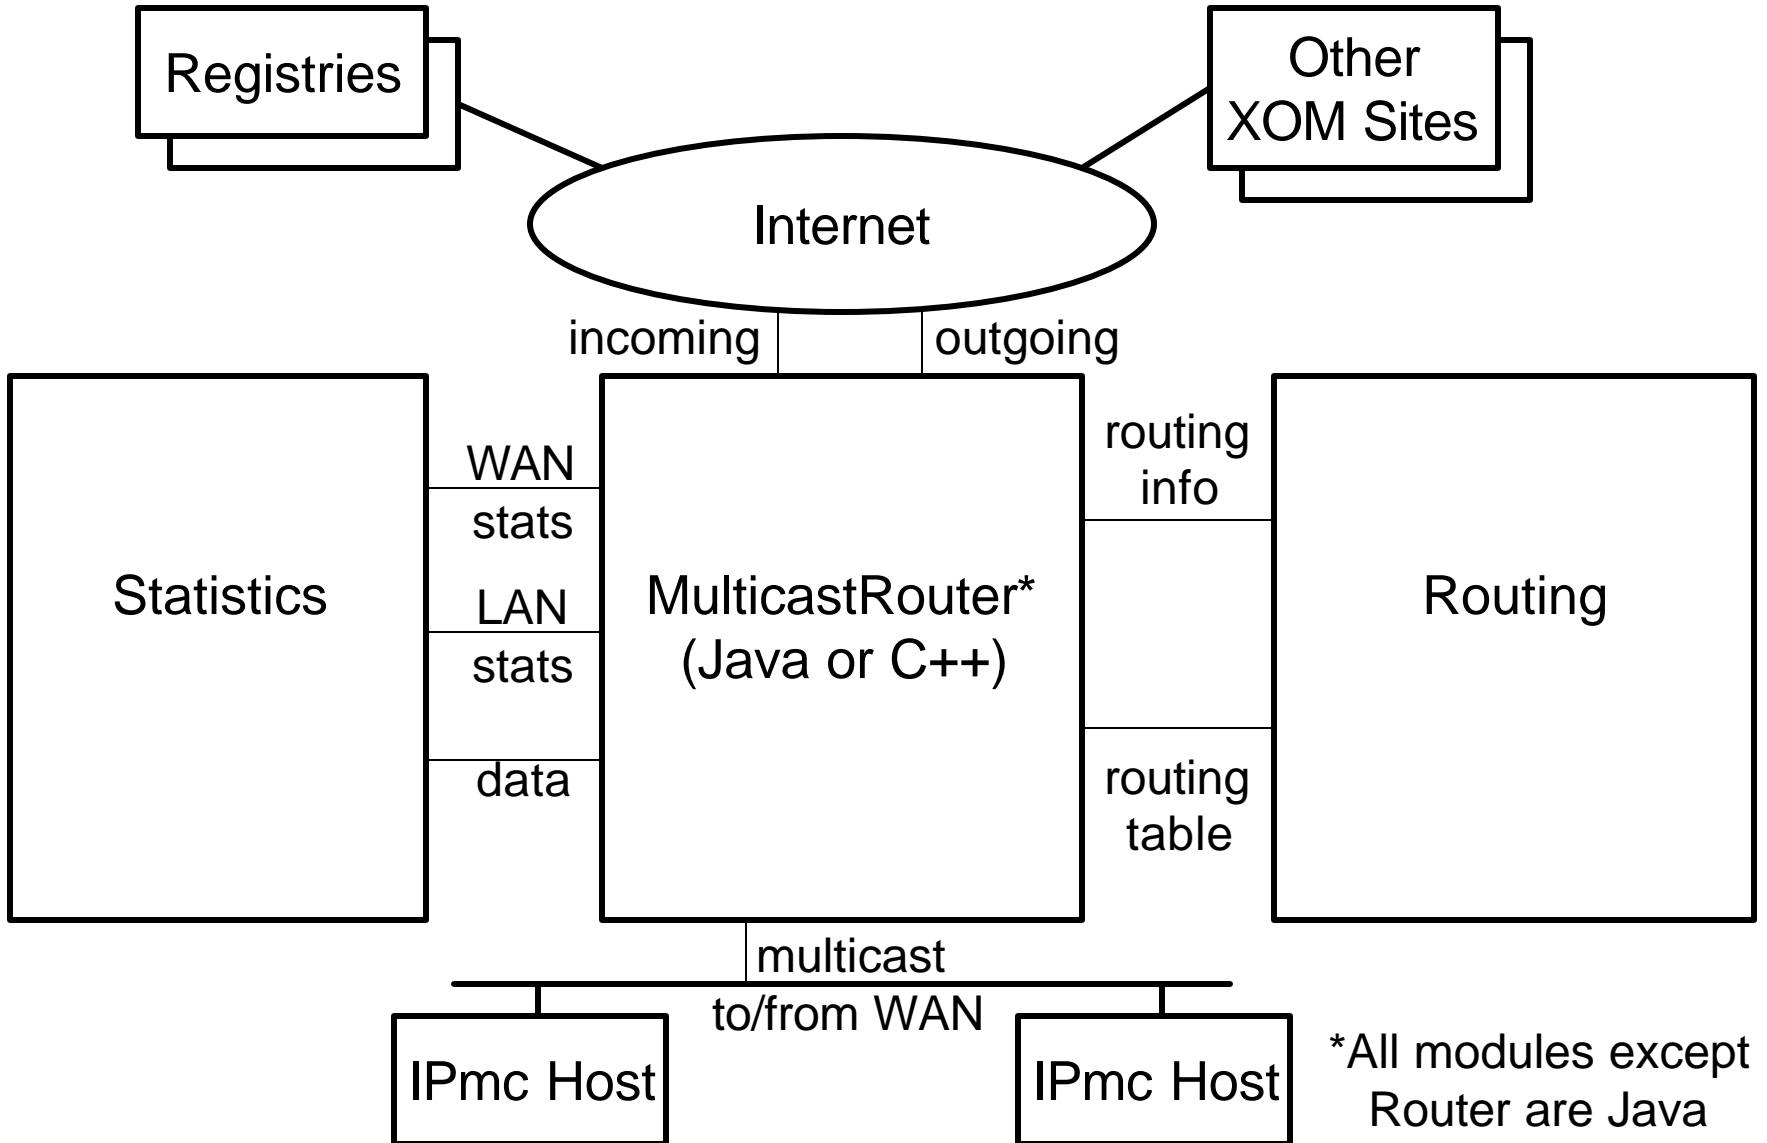 Registries
Other
XOM Sites
Internet
incoming
outgoing
WAN
stats
LAN
stats
data
Statistics
MulticastRouter*
(Java or C++)
routing
info
routing
table
Routing
multicast
to/from WAN
IPmc Host
IPmc Host
*All modules except
Router are Java